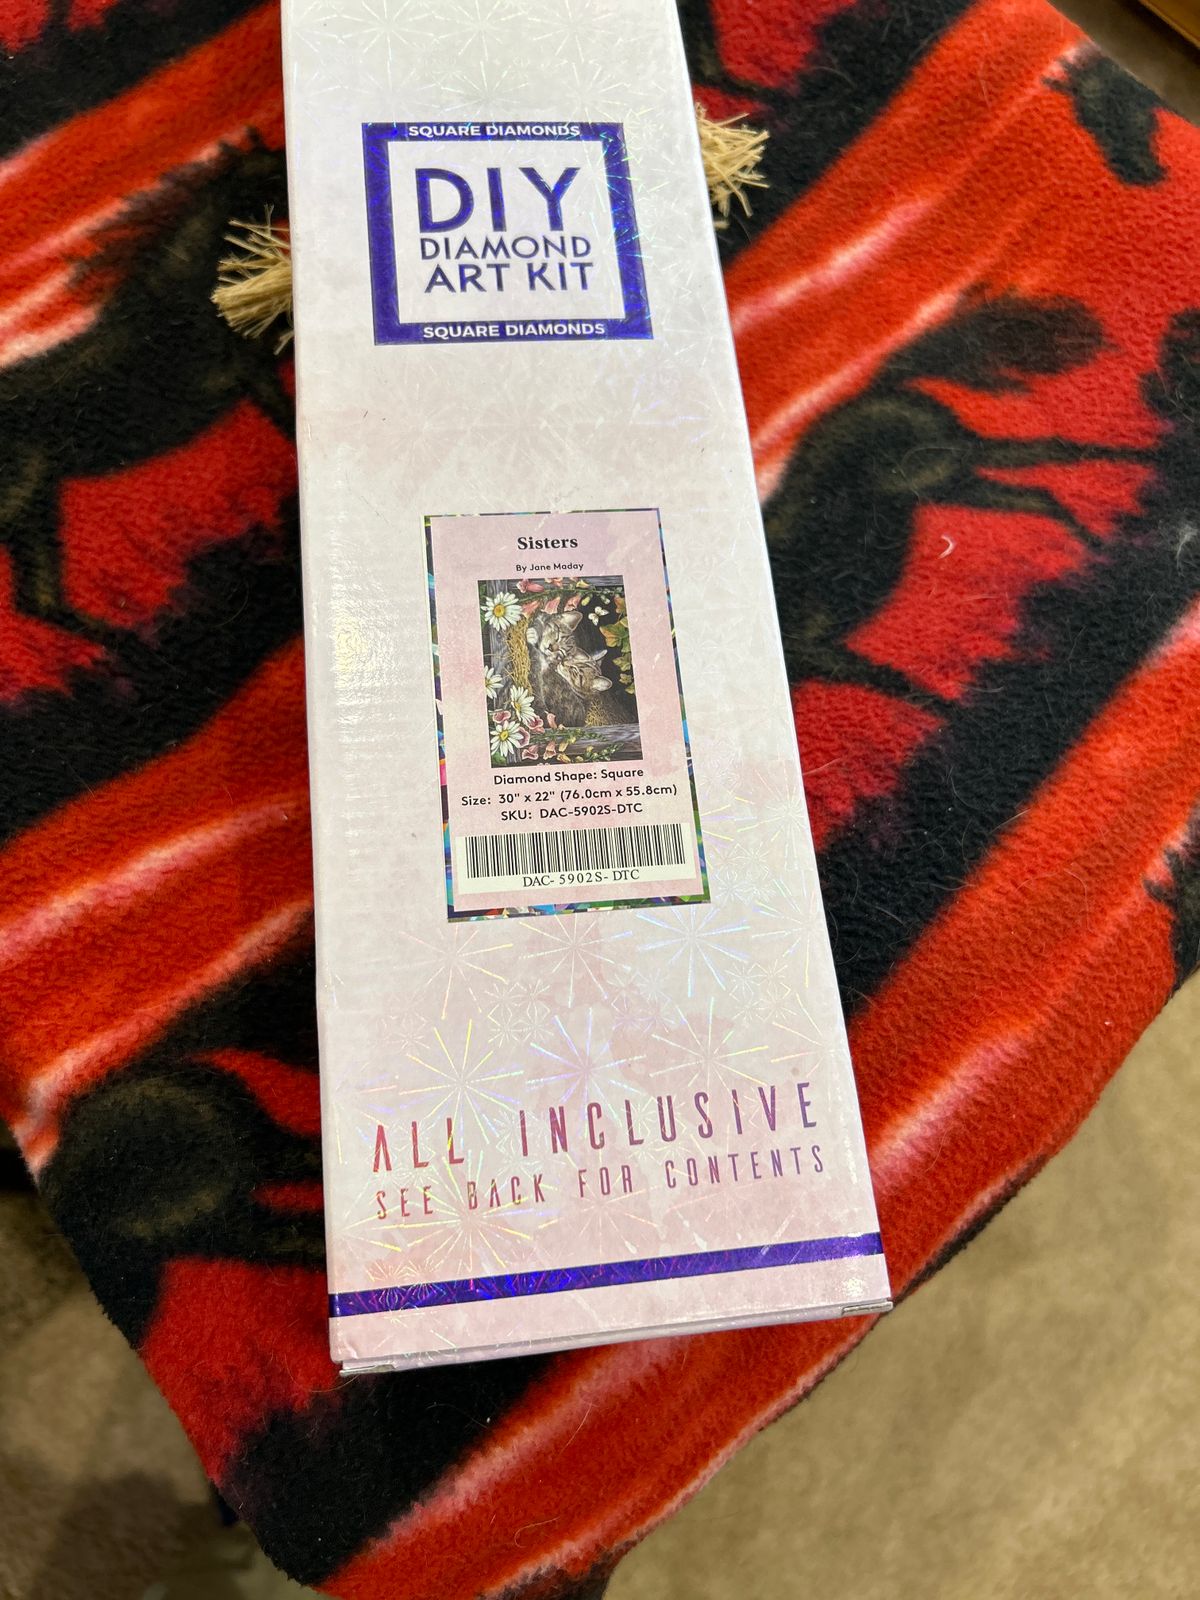 SQUARE DIAMONDS
DIY
DIAMOND
ART KIT
SQUARE DIAMONDS
Sisters
By Jane Maday
Diamond Shape: Square
Size: 30" x 22" (76.0cm x 55.8cm)
SKU: DAC-5902S-DTC
DAC- 5902S- DTC
ALL INCLUSIVE
SEE BACK FOR CONTENTS